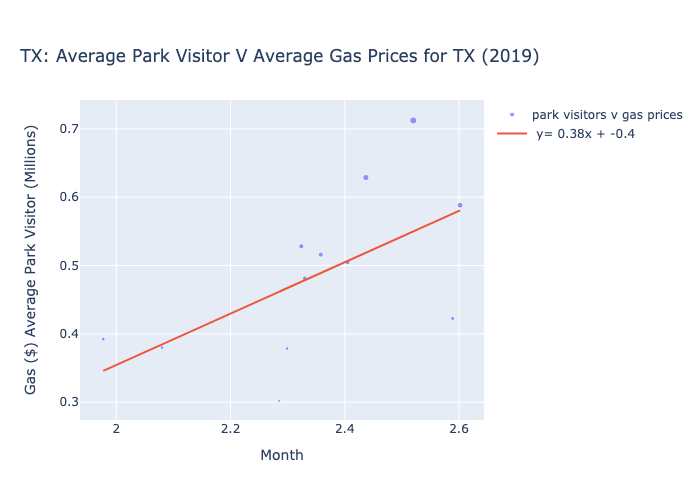 TX: Average Park Visitor V Average Gas Prices for TX (2019)
park visitors v gas prices
y= 0.38x + -0.4
Gas ($) Average Park Visitor (Millions)
0.7
0.6
0.5
0.4
0.3
2
2.2
2.4
2.6
Month